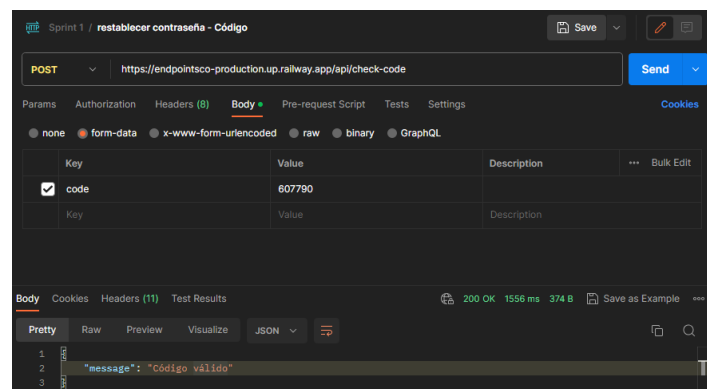 HTTP Sprint 1 / restablecer contraseña - Código Save
POST https://endpointsco-production.up.railway.app/api/check-code Send
Params Authorization Headers (8) Body Pre-request Script Tests Settings Cookies
none form-data x-www-form-urlencoded raw binary GraphQL
Key Value Description ••• Bulk Edit
code 607790
Key Value Description
Body Cookies Headers (11) Test Results 200 OK 1556 ms 374 B Save as Example •••
Pretty Raw Preview Visualize JSON
1 {
2 "message": "Código válido"
3 }